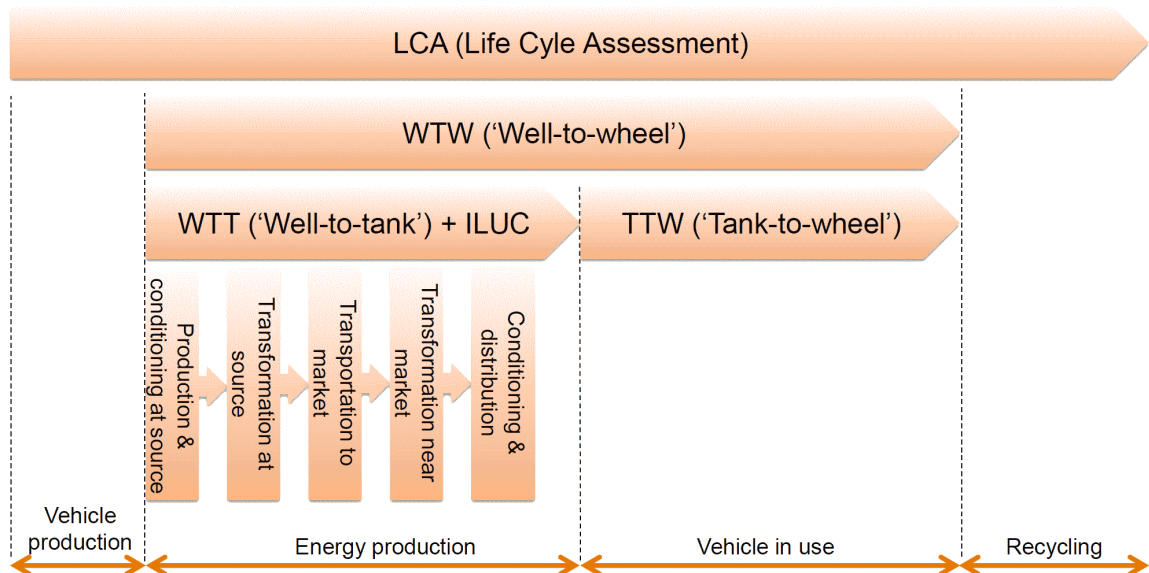 LCA (Life Cyle Assessment)
WTW (‘Well-to-wheel’)
WTT (‘Well-to-tank’) + ILUC
TTW (‘Tank-to-wheel’)
Production &
conditioning at source
Transformation at
source
Transportation to
market
Transformation near
market
Conditioning &
distribution
Vehicle
production
Energy production
Vehicle in use
Recycling